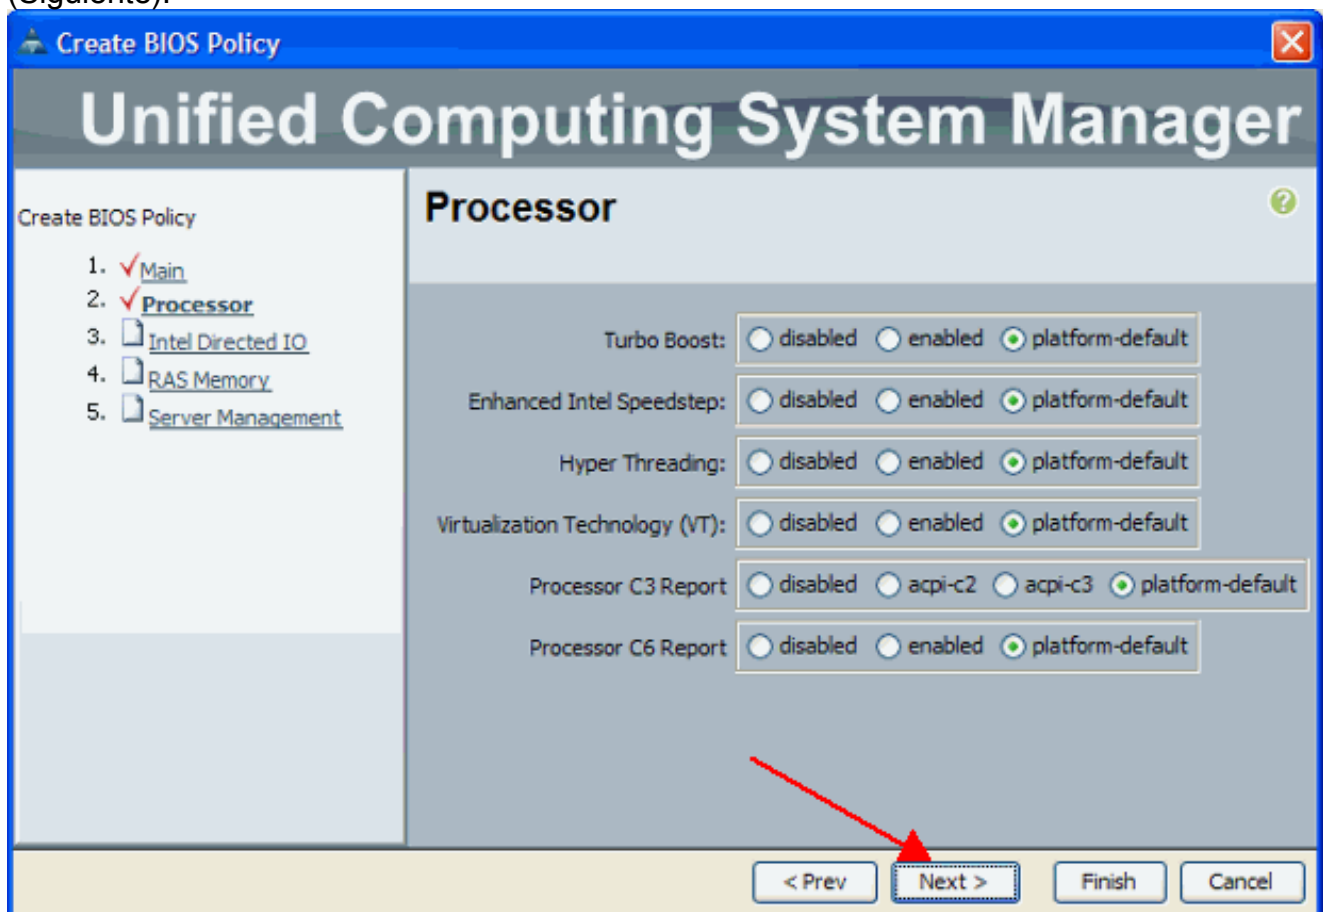 (Siguiente).
Create BIOS Policy
Unified Computing System Manager
Create BIOS Policy
1. Main
2. Processor
3. Intel Directed IO
4. RAS Memory
5. Server Management
Processor
?
Turbo Boost: disabled enabled platform-default
Enhanced Intel Speedstep: disabled enabled platform-default
Hyper Threading: disabled enabled platform-default
Virtualization Technology (VT): disabled enabled platform-default
Processor C3 Report disabled acpi-c2 acpi-c3 platform-default
Processor C6 Report disabled enabled platform-default
< Prev Next > Finish Cancel